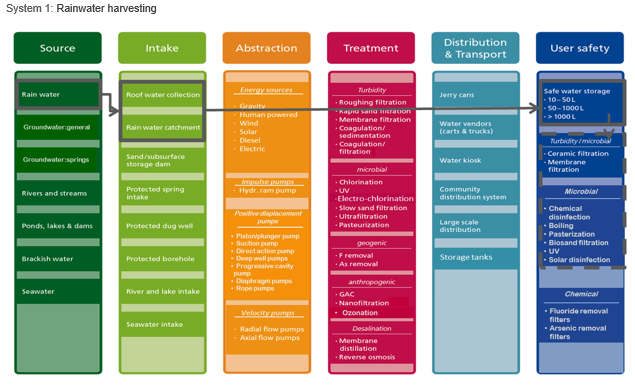 System 1: Rainwater harvesting
Source
Intake
Abstraction
Treatment
Distribution
& Transport
User safety
Rain water
Groundwater:general
Groundwater:springs
Rivers and streams
Ponds, lakes & dams
Brackish water
Seawater
Roof water collection
Rain water catchment
Sand/subsurface
storage dam
Protected spring
intake
Protected dug well
Protected borehole
River and lake intake
Seawater intake
Energy sources
· Gravity
· Human powered
· Wind
· Solar
· Diesel
· Electric
Impulse pumps
· Hydr. ram pump
Positive displacement
pumps
· Piston/plunger pump
· Suction pump
· Direct action pump
· Deep well pumps
· Progressive cavity
pump
· Diaphragm pumps
· Rope pumps
Velocity pumps
· Radial flow pumps
· Axial flow pumps
Turbidity
· Roughing filtration
· Rapid sand filtration
· Membrane filtration
· Coagulation/
sedimentation
· Coagulation/
filtration
microbial
· Chlorination
· UV
· Electro-chlorination
· Slow sand filtration
· Ultrafiltration
· Pasteurization
geogenic
· F removal
· As removal
anthropogenic
· GAC
· Nanofiltration
· Ozonation
Desalination
· Membrane
distillation
· Reverse osmosis
Jerry cans
Water vendors
(carts & trucks)
Water kiosk
Community
distribution system
Large scale
distribution
Storage tanks
Safe water storage
· 10 – 50 L
· 50 – 1000 L
· > 1000 L
Turbidity / microbial
· Ceramic filtration
· Membrane
filtration
Microbial
· Chemical
disinfection
· Boiling
· Pasterization
· Biosand filtration
· UV
· Solar disinfection
Chemical
· Fluoride removal
filters
· Arsenic removal
filters